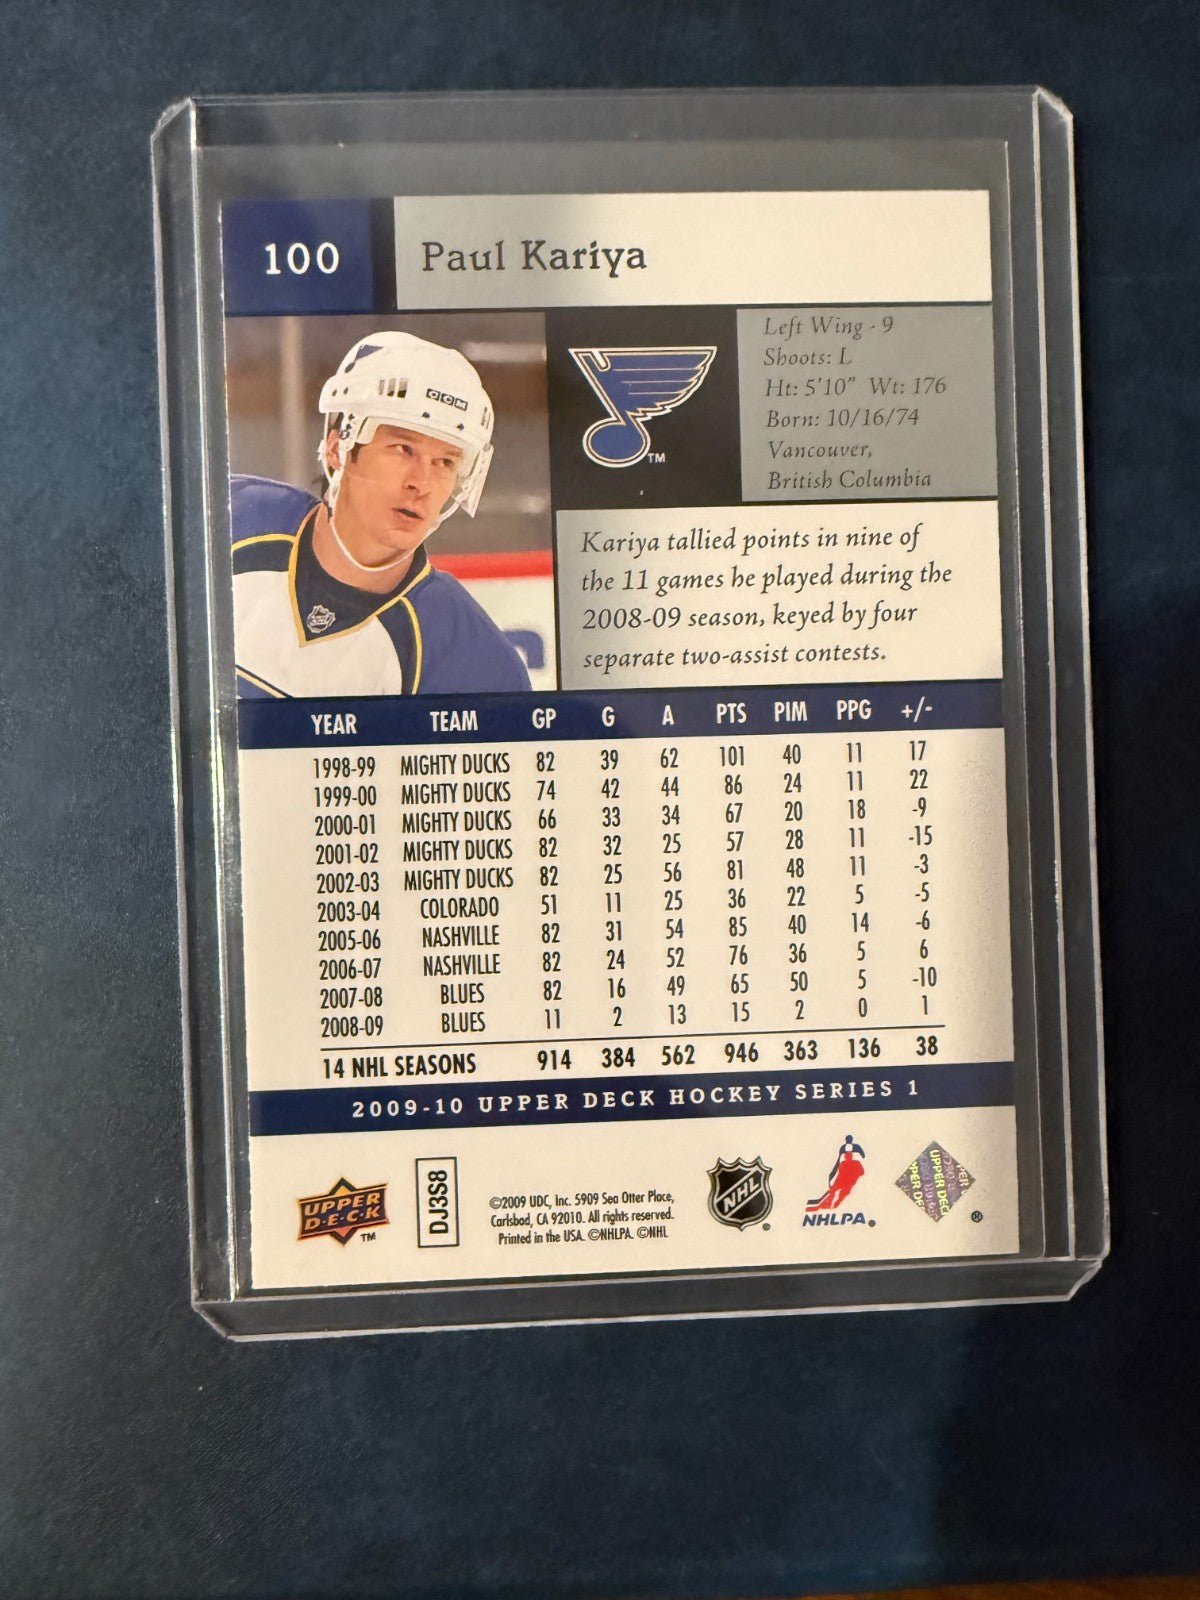 100
Paul Kariya
CCM
TM
Left Wing - 9
Shoots: L
Ht: 5'10" Wt: 176
Born: 10/16/74
Vancouver,
British Columbia
Kariya tallied points in nine of
the 11 games he played during the
2008-09 season, keyed by four
separate two-assist contests.
YEAR TEAM GP G A PTS PIM PPG +/-
1998-99 MIGHTY DUCKS 82 39 62 101 40 11 17
1999-00 MIGHTY DUCKS 74 42 44 86 24 11 22
2000-01 MIGHTY DUCKS 66 33 34 67 20 18 -9
2001-02 MIGHTY DUCKS 82 32 25 57 28 11 -15
2002-03 MIGHTY DUCKS 82 25 56 81 48 11 -3
2003-04 COLORADO 51 11 25 36 22 5 -5
2005-06 NASHVILLE 82 31 54 85 40 14 -6
2006-07 NASHVILLE 82 24 52 76 36 5 6
2007-08 BLUES 82 16 49 65 50 5 -10
2008-09 BLUES 11 2 13 15 2 0 1
14 NHL SEASONS 914 384 562 946 363 136 38
2009-10 UPPER DECK HOCKEY SERIES 1
UPPER
D·E·C·K
TM
DJ3S8
©2009 UDC, Inc. 5909 Sea Otter Place,
Carlsbad, CA 92010. All rights reserved.
Printed in the USA. ©NHLPA. ©NHL
NHL
®
NHLPA®
UPPER DECK
®